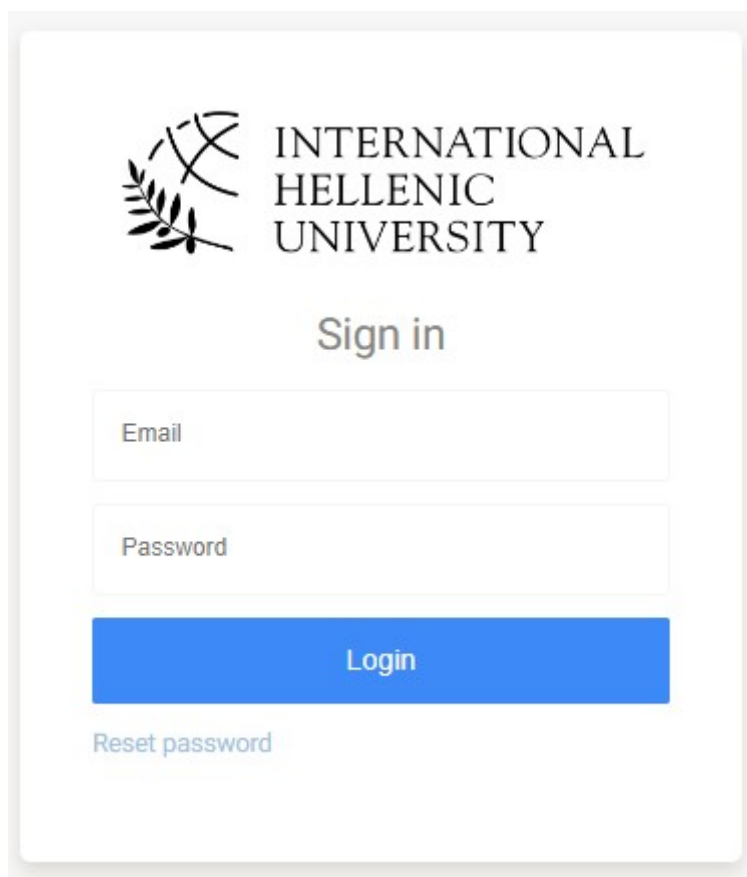 INTERNATIONAL
HELLENIC
UNIVERSITY
Sign in
Email
Password
Login
Reset password